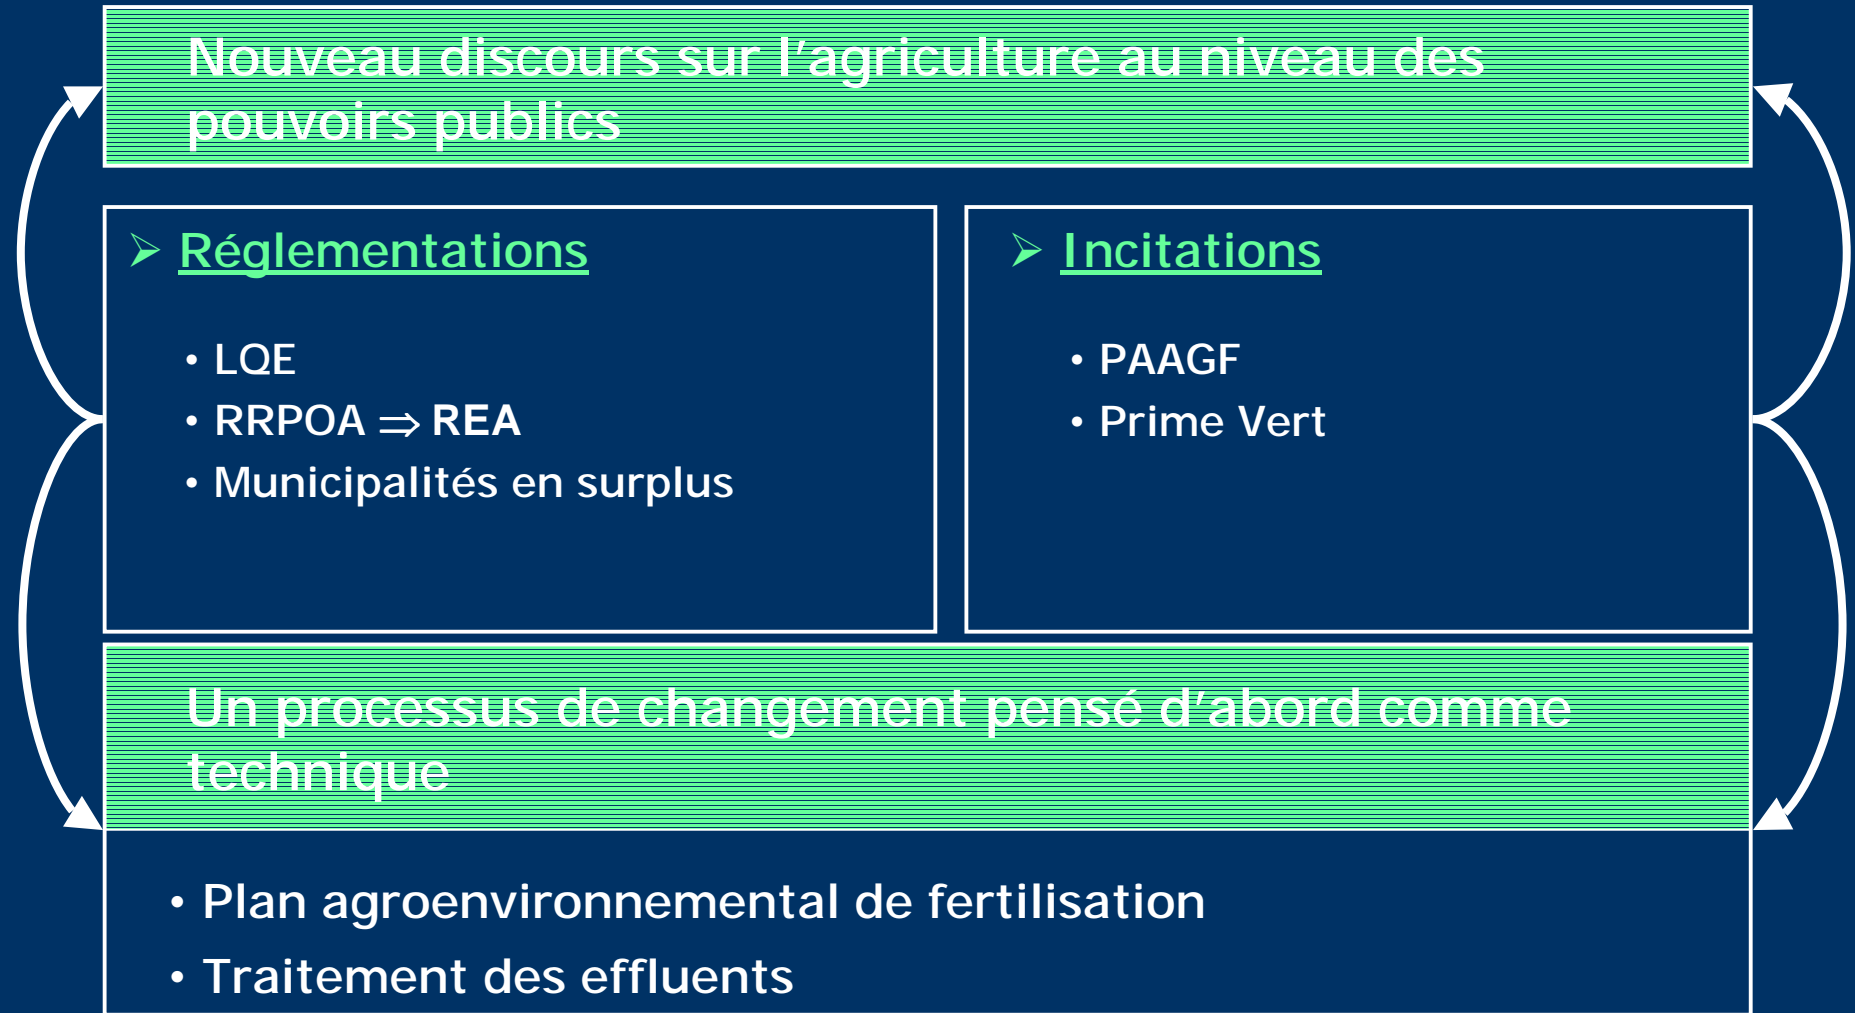 Nouveau discours sur l'agriculture au niveau des
pouvoirs publics
➢ Réglementations
• LQE
• RRPOA ⇒ REA
• Municipalités en surplus
➢ Incitations
• PAAGF
• Prime Vert
Un processus de changement pensé d'abord comme
technique
• Plan agroenvironnemental de fertilisation
• Traitement des effluents